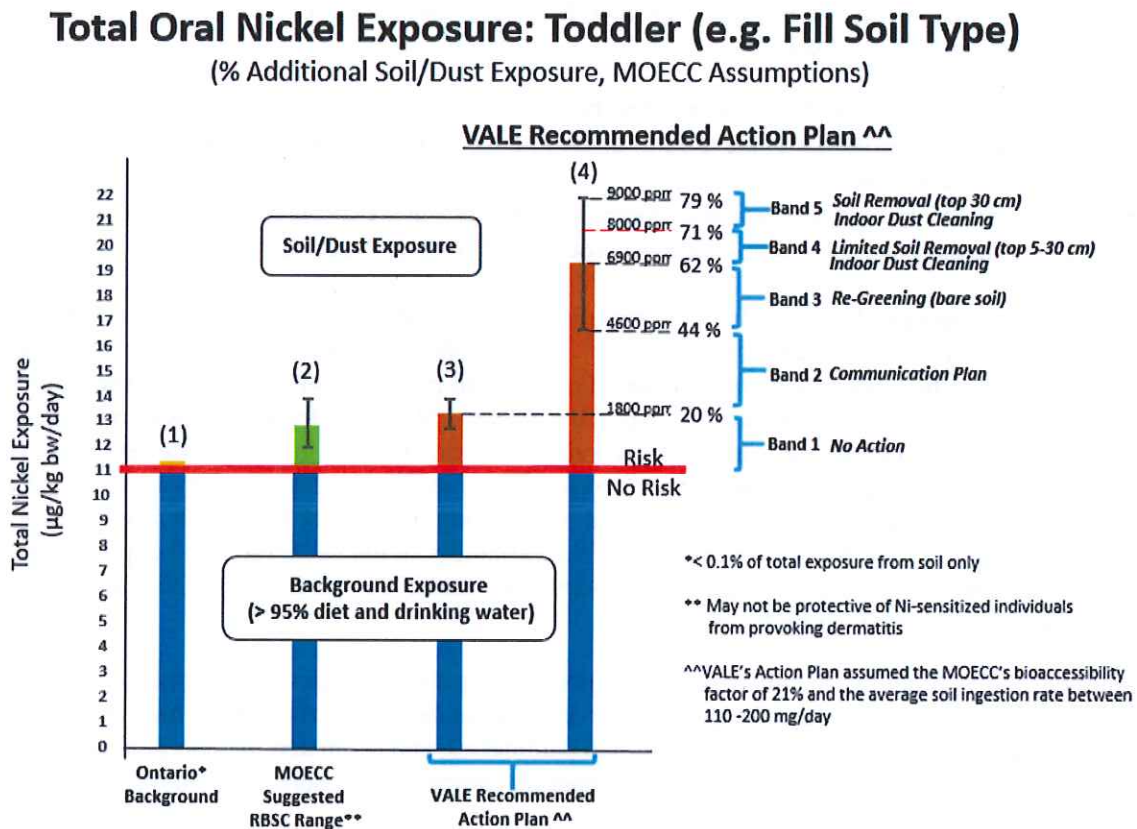 Total Oral Nickel Exposure: Toddler (e.g. Fill Soil Type)
(% Additional Soil/Dust Exposure, MOECC Assumptions)
VALE Recommended Action Plan ^^
Total Nickel Exposure
(µg/kg bw/day)
22
21
20
19
18
17
16
15
14
13
12
11
10
9
8
7
6
5
4
3
2
1
0
(1)
(2)
(3)
(4)
Soil/Dust Exposure
Background Exposure
(> 95% diet and drinking water)
Risk
No Risk
9000 ppm 79 %
8000 ppm 71 %
6900 ppm 62 %
4600 ppm 44 %
1800 ppm 20 %
Band 5 Soil Removal (top 30 cm)
Indoor Dust Cleaning
Band 4 Limited Soil Removal (top 5-30 cm)
Indoor Dust Cleaning
Band 3 Re-Greening (bare soil)
Band 2 Communication Plan
Band 1 No Action
*< 0.1% of total exposure from soil only
** May not be protective of Ni-sensitized individuals
from provoking dermatitis
^^VALE's Action Plan assumed the MOECC's bioaccessibility
factor of 21% and the average soil ingestion rate between
110 -200 mg/day
Ontario*
Background
MOECC
Suggested
RBSC Range**
VALE Recommended
Action Plan ^^